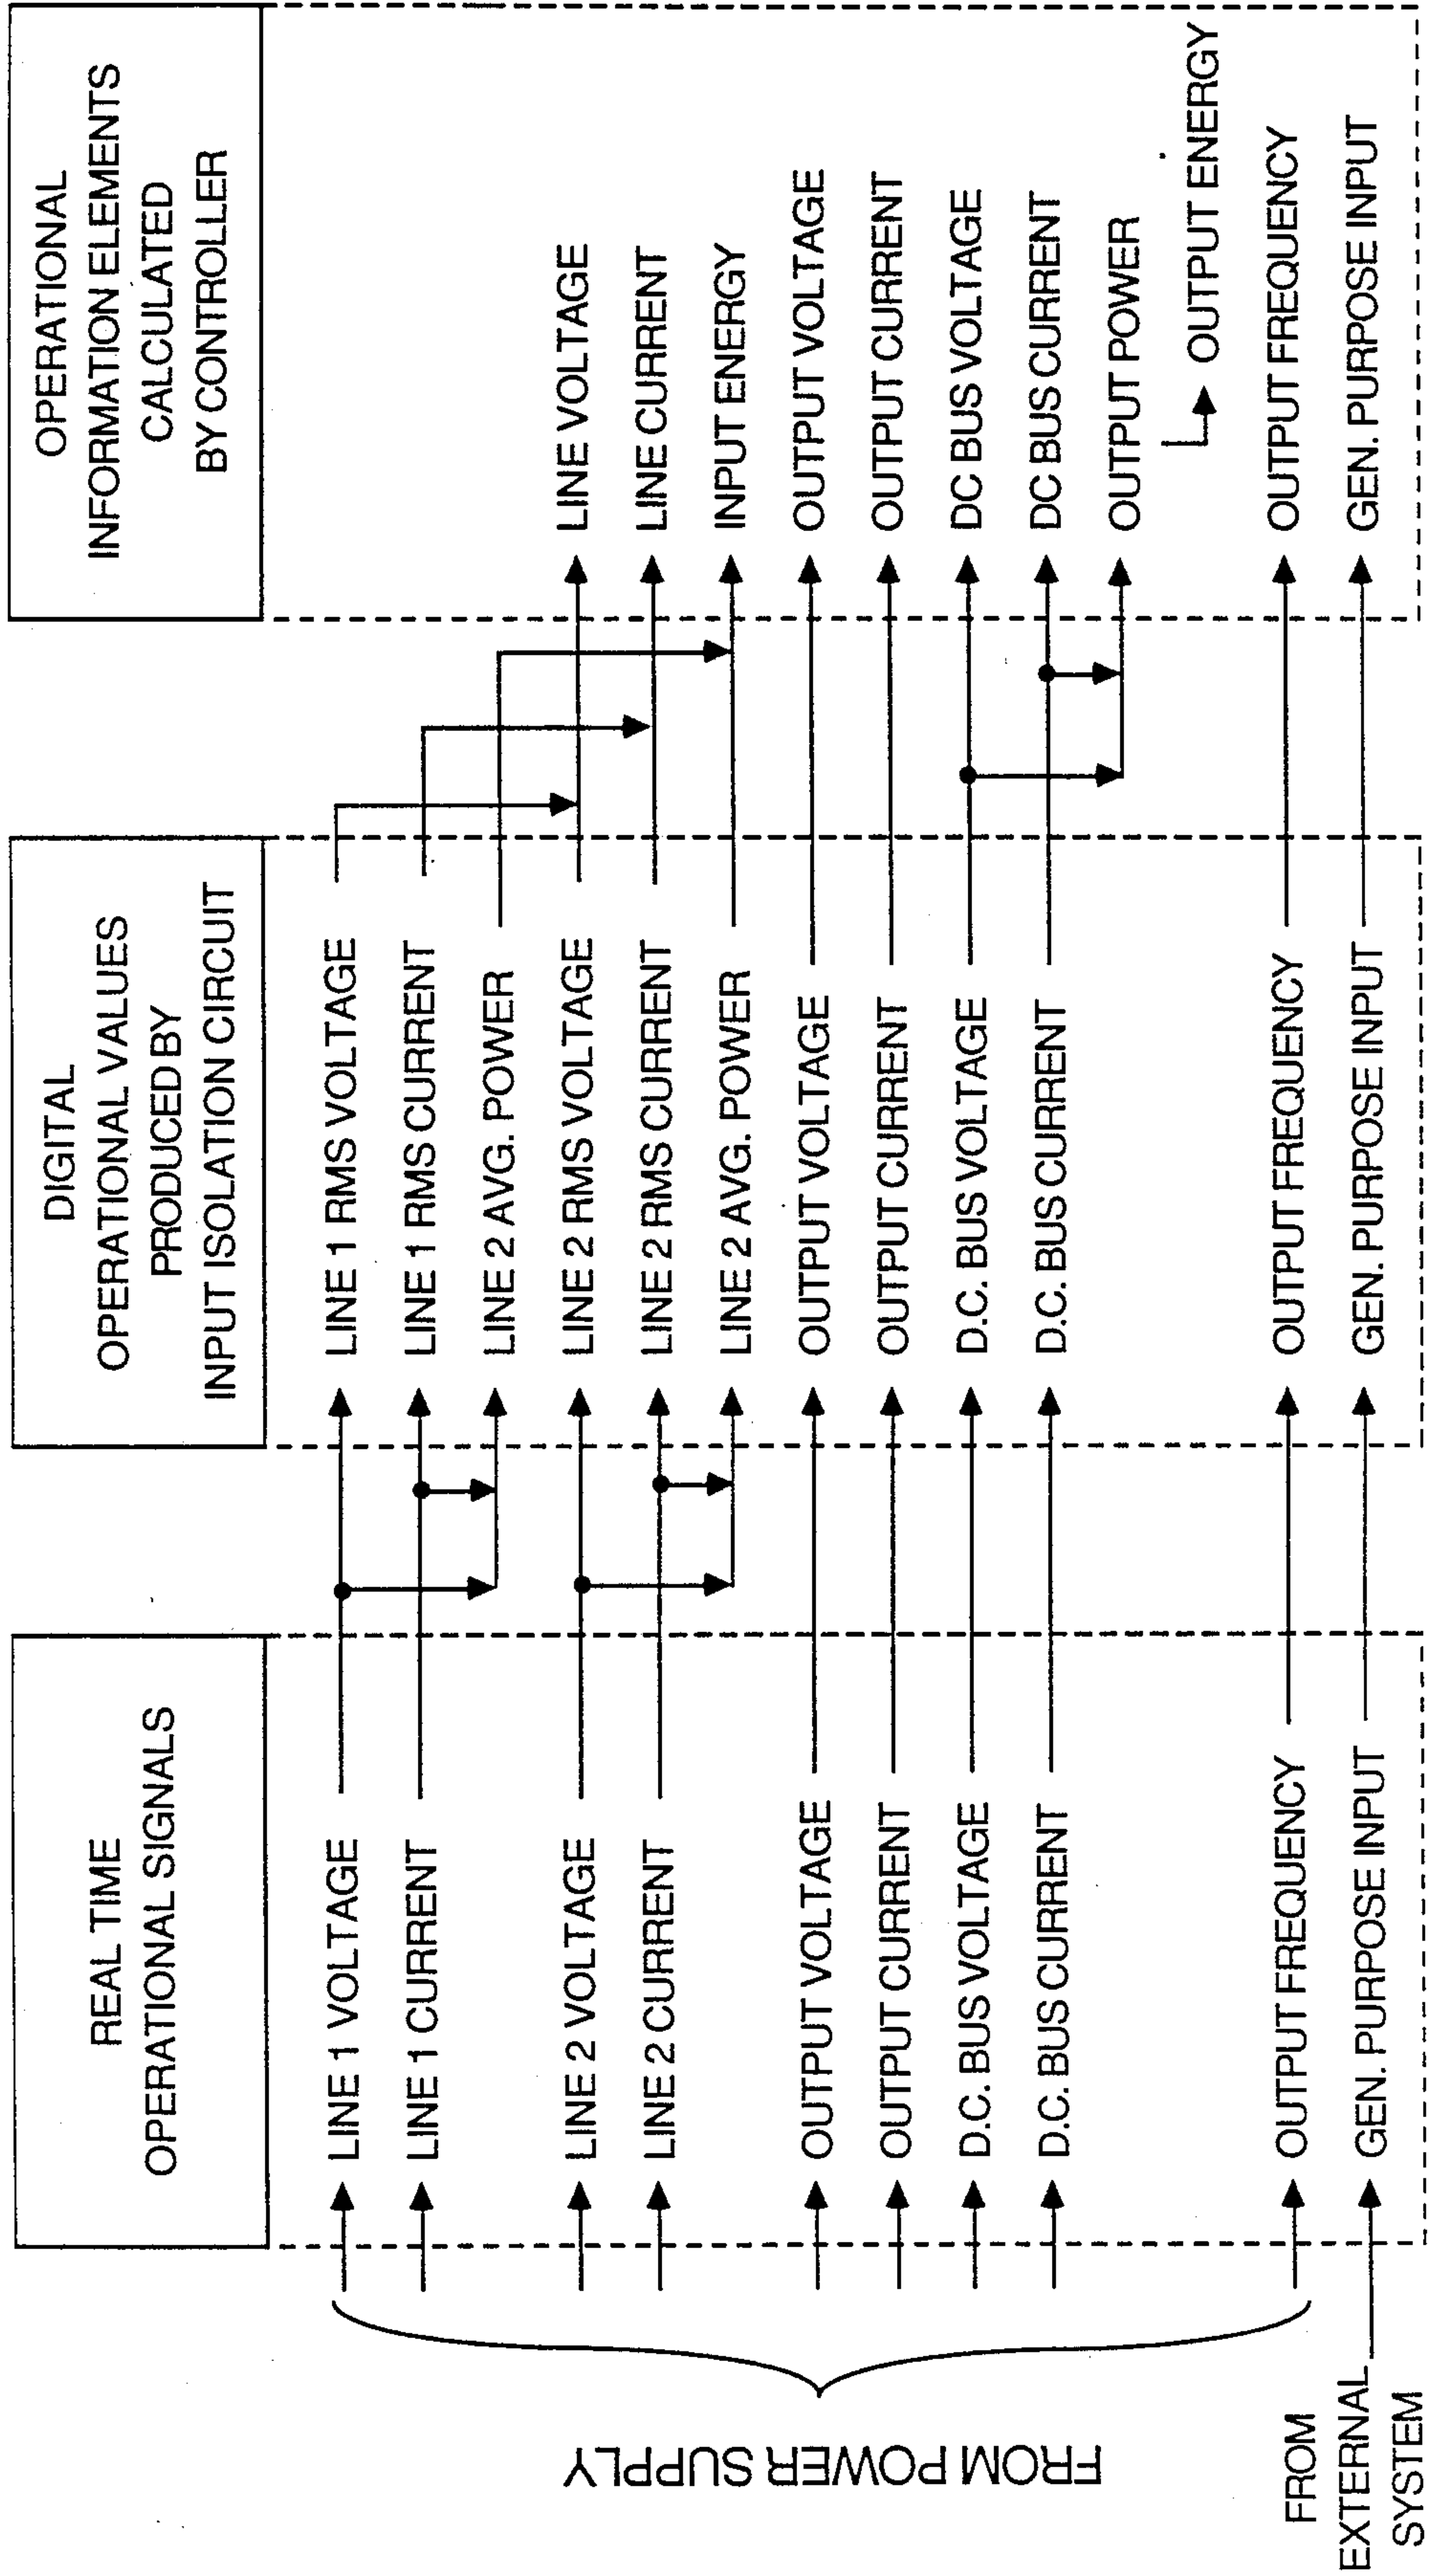 REAL TIME
OPERATIONAL SIGNALS
LINE 1 VOLTAGE
LINE 1 CURRENT
LINE 2 VOLTAGE
LINE 2 CURRENT
OUTPUT VOLTAGE
OUTPUT CURRENT
D.C. BUS VOLTAGE
D.C. BUS CURRENT
OUTPUT FREQUENCY
GEN. PURPOSE INPUT
FROM POWER SUPPLY
FROM
EXTERNAL
SYSTEM
DIGITAL
OPERATIONAL VALUES
PRODUCED BY
INPUT ISOLATION CIRCUIT
LINE 1 RMS VOLTAGE
LINE 1 RMS CURRENT
LINE 2 AVG. POWER
LINE 2 RMS VOLTAGE
LINE 2 RMS CURRENT
LINE 2 AVG. POWER
OUTPUT VOLTAGE
OUTPUT CURRENT
D.C. BUS VOLTAGE
D.C. BUS CURRENT
OUTPUT FREQUENCY
GEN. PURPOSE INPUT
OPERATIONAL
INFORMATION ELEMENTS
CALCULATED
BY CONTROLLER
LINE VOLTAGE
LINE CURRENT
INPUT ENERGY
OUTPUT VOLTAGE
OUTPUT CURRENT
DC BUS VOLTAGE
DC BUS CURRENT
OUTPUT POWER
OUTPUT ENERGY
OUTPUT FREQUENCY
GEN. PURPOSE INPUT